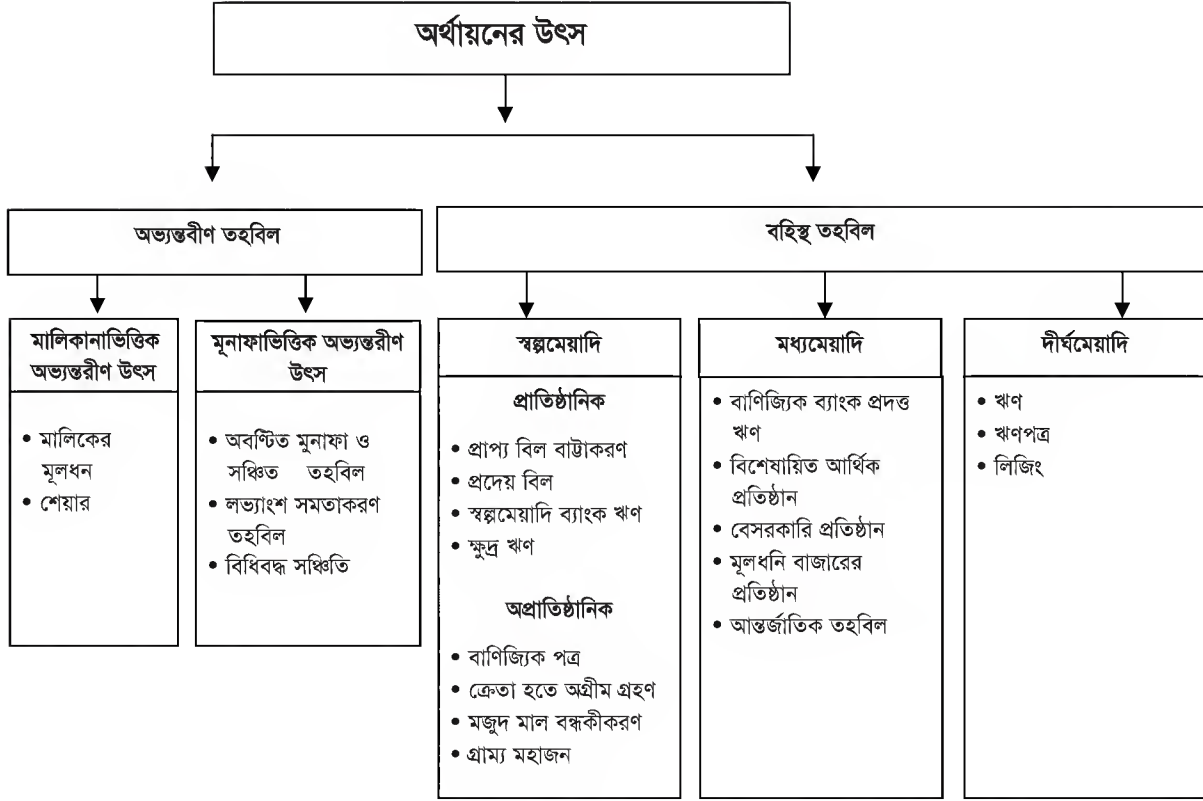 অর্থায়নের উৎস
অভ্যন্তবীণ তহবিল
বহিস্থ তহবিল
মালিকানাভিত্তিক
অভ্যন্তরীণ উৎস
• মালিকের
মূলধন
• শেয়ার
মূনাফাভিত্তিক অভ্যন্তরীণ
উৎস
• অবণ্টিত মুনাফা ও
সঞ্চিত তহবিল
• লভ্যাংশ সমতাকরণ
তহবিল
• বিধিবদ্ধ সঞ্চিতি
স্বল্পমেয়াদি
প্রাতিষ্ঠানিক
• প্রাপ্য বিল বাট্টাকরণ
• প্রদেয় বিল
• স্বল্পমেয়াদি ব্যাংক ঋণ
• ক্ষুদ্র ঋণ
অপ্রাতিষ্ঠানিক
• বাণিজ্যিক পত্র
• ক্রেতা হতে অগ্রীম গ্রহণ
• মজুদ মাল বন্ধকীকরণ
• গ্রাম্য মহাজন
মধ্যমেয়াদি
• বাণিজ্যিক ব্যাংক প্রদত্ত
ঋণ
• বিশেষায়িত আর্থিক
প্রতিষ্ঠান
• বেসরকারি প্রতিষ্ঠান
• মূলধনি বাজারের
প্রতিষ্ঠান
• আন্তর্জাতিক তহবিল
দীর্ঘমেয়াদি
• ঋণ
• ঋণপত্র
• লিজিং